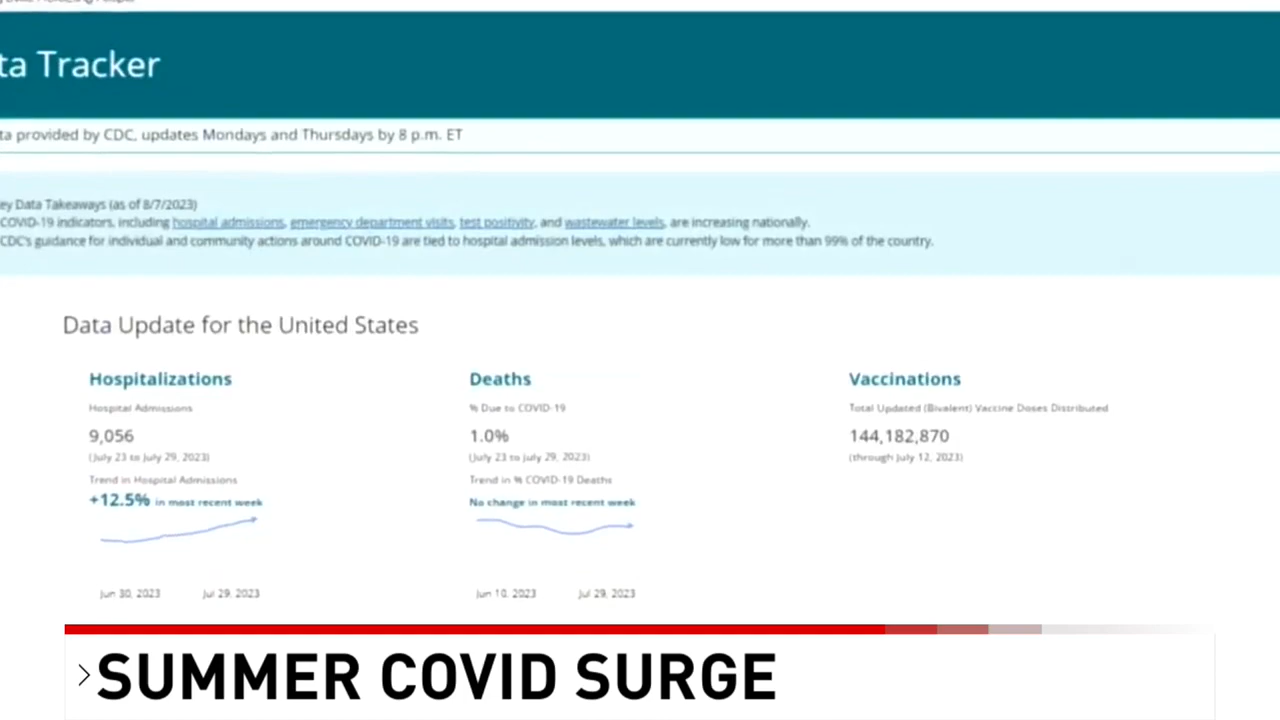 ta Tracker
ta provided by CDC, updates Mondays and Thursdays by 8 p.m. ET
ey Data Takeaways (as of 8/7/2023)
COVID-19 indicators, including hospital admissions, emergency department visits, test positivity, and wastewater levels, are increasing nationally.
CDC's guidance for individual and community actions around COVID-19 are tied to hospital admission levels, which are currently low for more than 99% of the country.
Data Update for the United States
Hospitalizations
Hospital Admissions
9,056
(July 23 to July 29, 2023)
Trend in Hospital Admissions
+12.5% in most recent week
Jun 30, 2023 Jul 29, 2023
Deaths
% Due to COVID-19
1.0%
(July 23 to July 29, 2023)
Trend in % COVID-19 Deaths
No change in most recent week
Jun 10, 2023 Jul 29, 2023
Vaccinations
Total Updated (Bivalent) Vaccine Doses Distributed
144,182,870
(through July 12, 2023)
>SUMMER COVID SURGE